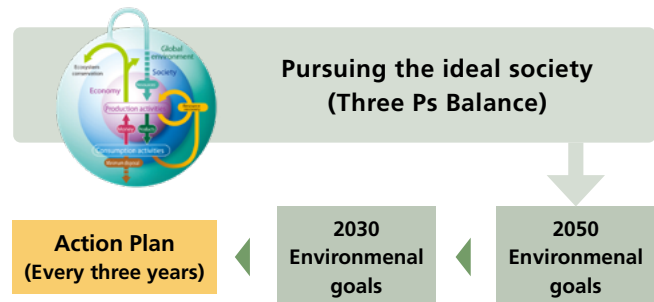 Pursuing the ideal society
(Three Ps Balance)
Global
environment
Ecosystem
conservation
Society
Economy
Production activities
Products
Consumption activities
2050
Environmenal
goals
2030
Environmenal
goals
Action Plan
(Every three years)